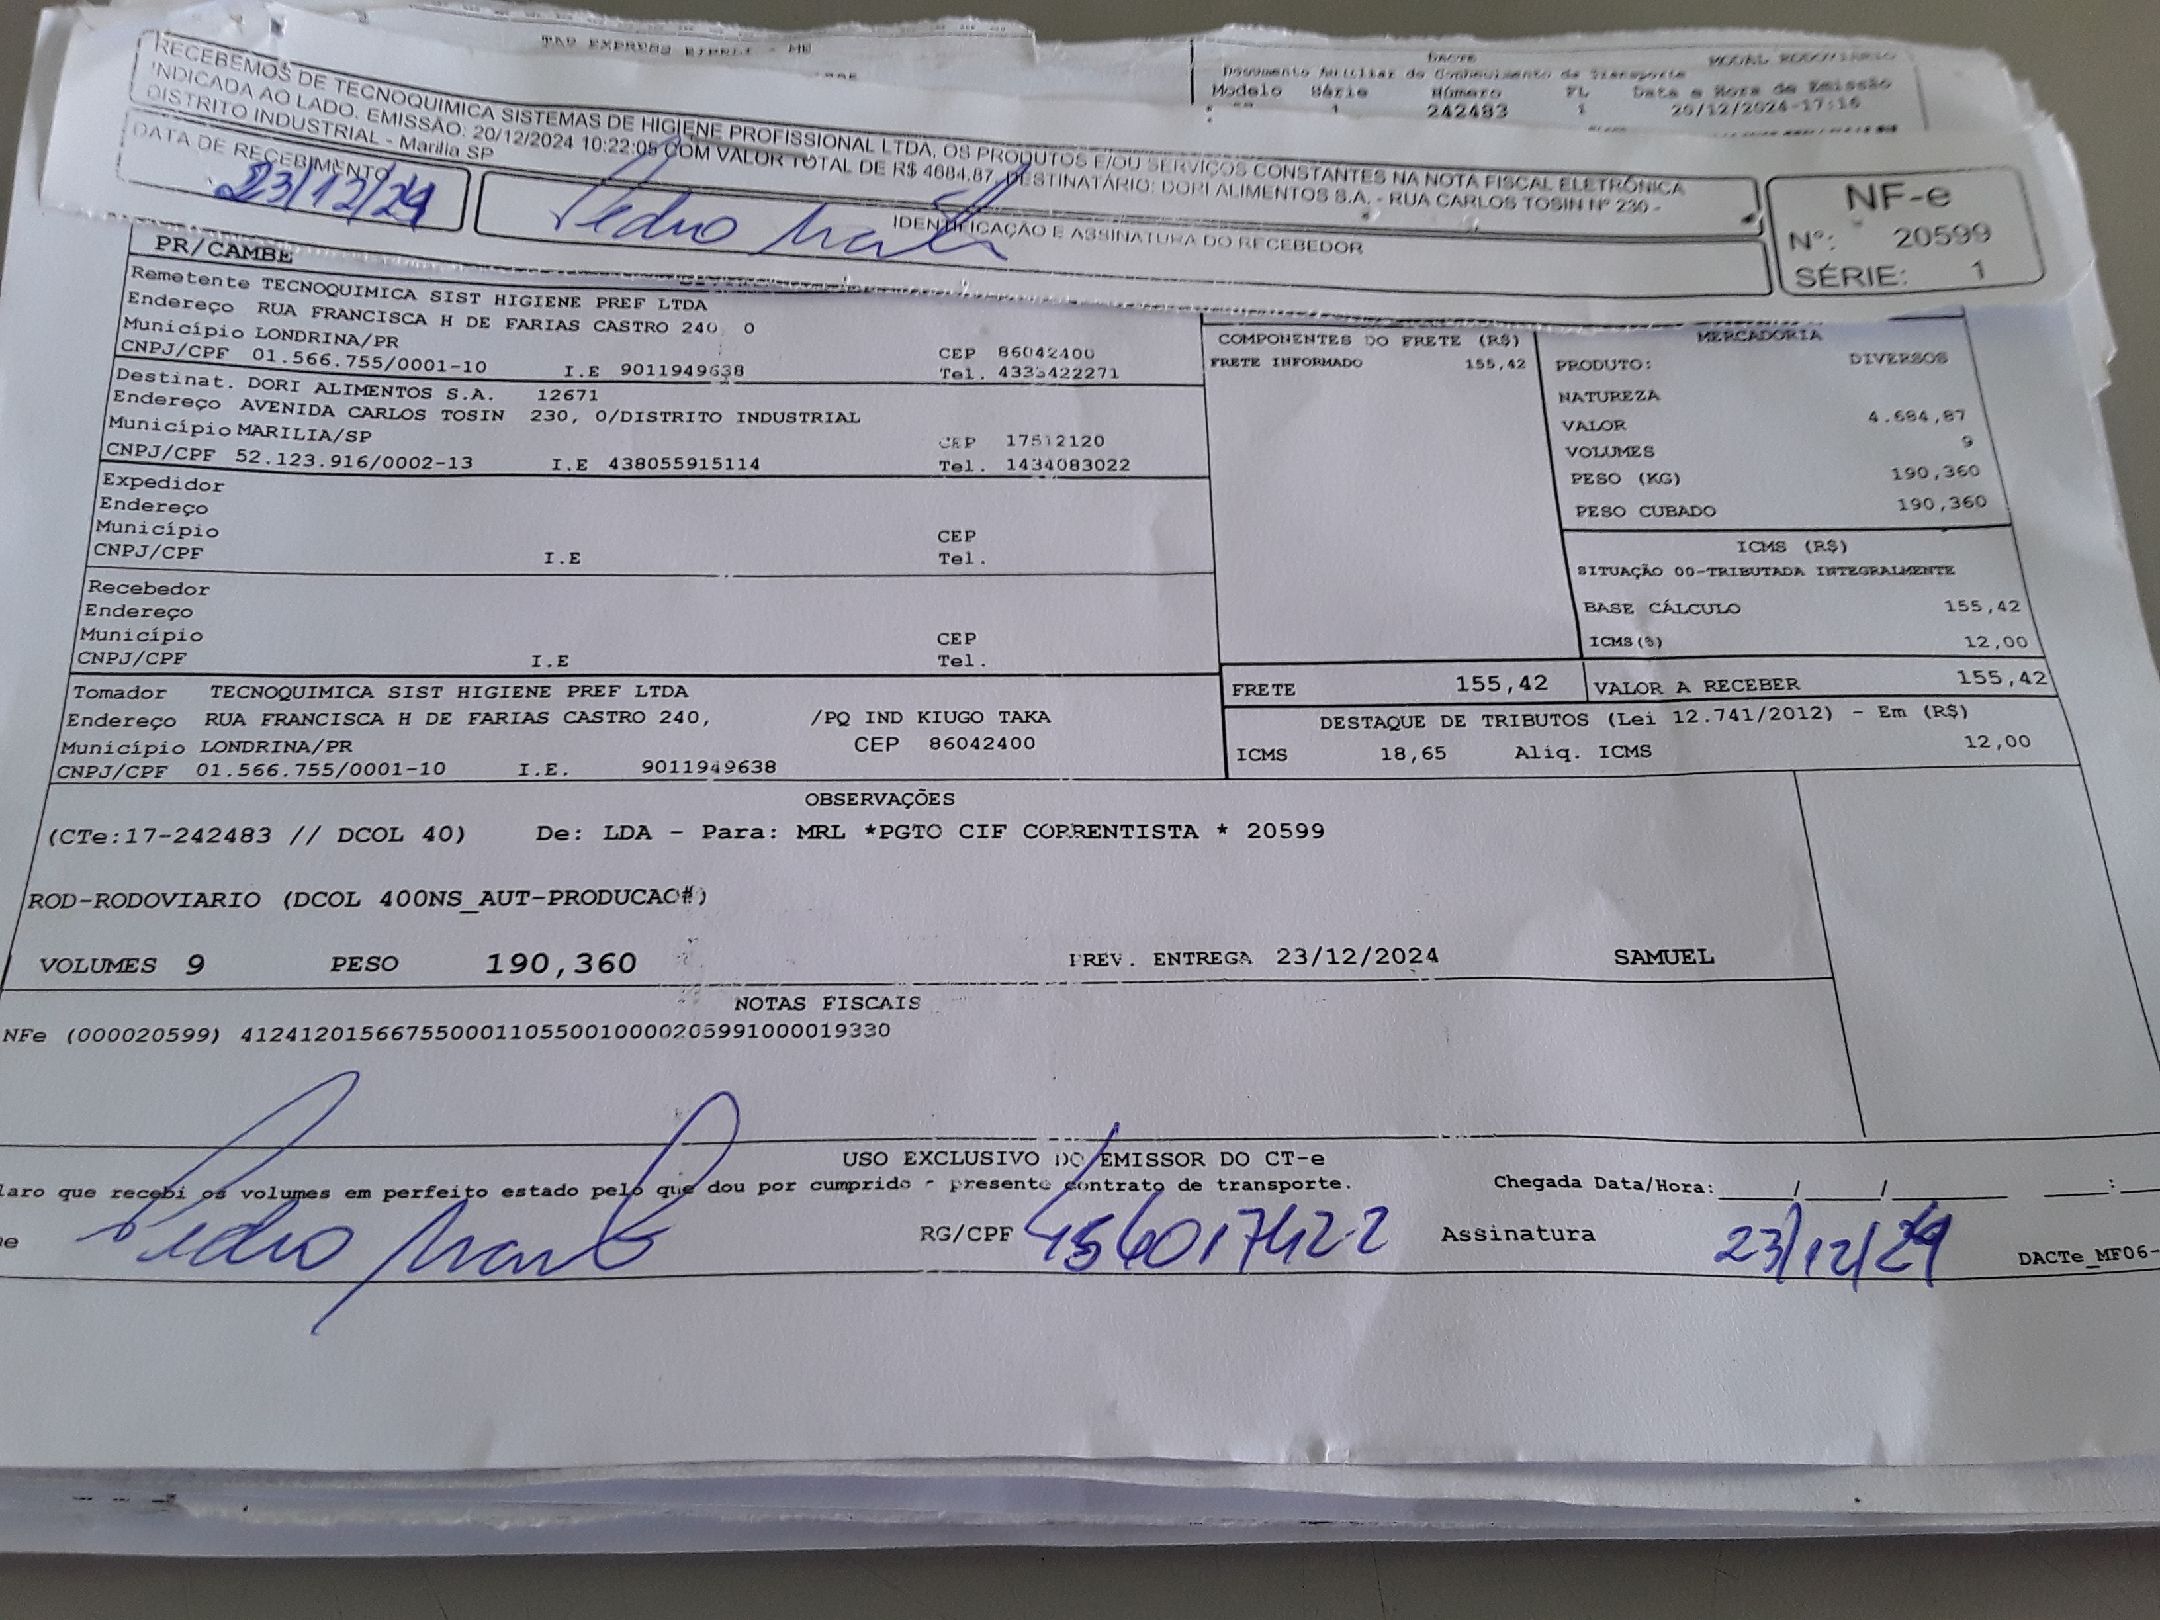 TAP EXPRESS EIRELI - ME
DACTE
MODAL RODOVIARIO
Documento Auxiliar do Conhecimento de Transporte
Modelo Série Número FL Data e Hora de Emissão
1 242483 1 20/12/2024-17:16
RECEBEMOS DE TECNOQUIMICA SISTEMAS DE HIGIENE PROFISSIONAL LTDA, OS PRODUTOS E/OU SERVIÇOS CONSTANTES NA NOTA FISCAL ELETRÔNICA
INDICADA AO LADO. EMISSÃO: 20/12/2024 10:22:05 COM VALOR TOTAL DE R$ 4684,87, DESTINATÁRIO: DORI ALIMENTOS S.A. - RUA CARLOS TOSIN Nº 230 -
DISTRITO INDUSTRIAL - Marilia SP
DATA DE RECEBIMENTO
23/12/24
IDENTIFICAÇÃO E ASSINATURA DO RECEBEDOR
Pedro
NF-e
Nº: 20599
SÉRIE: 1
PR/CAMBE
Remetente TECNOQUIMICA SIST HIGIENE PREF LTDA
Endereço RUA FRANCISCA H DE FARIAS CASTRO 240, 0
Município LONDRINA/PR CEP 86042400
CNPJ/CPF 01.566.755/0001-10 I.E 9011949638 Tel. 4333422271
Destinat. DORI ALIMENTOS S.A. 12671
Endereço AVENIDA CARLOS TOSIN 230, 0/DISTRITO INDUSTRIAL
Município MARILIA/SP CEP 17512120
CNPJ/CPF 52.123.916/0002-13 I.E 438055915114 Tel. 1434083022
Expedidor
Endereço
Município CEP
CNPJ/CPF I.E Tel.
Recebedor
Endereço
Município CEP
CNPJ/CPF I.E Tel.
Tomador TECNOQUIMICA SIST HIGIENE PREF LTDA
Endereço RUA FRANCISCA H DE FARIAS CASTRO 240, /PQ IND KIUGO TAKA
Município LONDRINA/PR CEP 86042400
CNPJ/CPF 01.566.755/0001-10 I.E. 9011949638
COMPONENTES DO FRETE (R$)
FRETE INFORMADO 155,42
MERCADORIA
PRODUTO: DIVERSOS
NATUREZA
VALOR 4.684,87
VOLUMES 9
PESO (KG) 190,360
PESO CUBADO 190,360
ICMS (R$)
SITUAÇÃO 00-TRIBUTADA INTEGRALMENTE
BASE CÁLCULO 155,42
ICMS(%) 12,00
FRETE 155,42 VALOR A RECEBER 155,42
DESTAQUE DE TRIBUTOS (Lei 12.741/2012) - Em (R$)
ICMS 18,65 Aliq. ICMS 12,00
OBSERVAÇÕES
(CTe:17-242483 // DCOL 40) De: LDA - Para: MRL *PGTO CIF CORRENTISTA * 20599
ROD-RODOVIARIO (DCOL 400NS_AUT-PRODUCAO#)
VOLUMES 9 PESO 190,360 PREV. ENTREGA 23/12/2024 SAMUEL
NOTAS FISCAIS
NFe (000020599) 41241201566755000110550010000205991000019330
USO EXCLUSIVO DO EMISSOR DO CT-e
laro que recebi os volumes em perfeito estado pelo que dou por cumprido - presente contrato de transporte. Chegada Data/Hora: ____/____/______ ___:__
Pedro RG/CPF 456017422 Assinatura 23/12/24 DACTe_MF06-